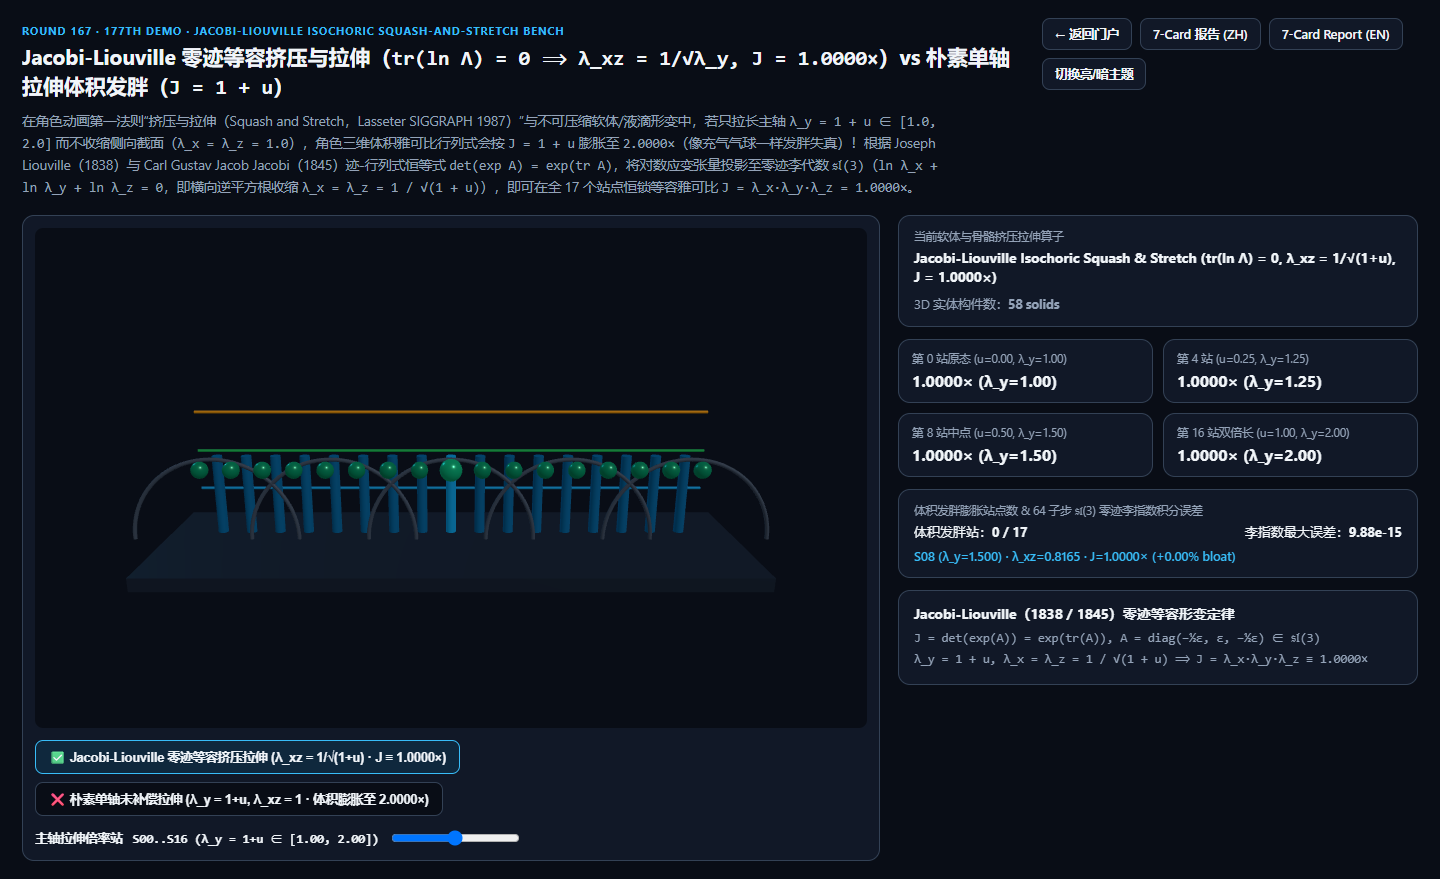 ROUND 167 · 177TH DEMO · JACOBI-LIOUVILLE ISOCHORIC SQUASH-AND-STRETCH BENCH
Jacobi-Liouville 零迹等容挤压与拉伸（tr(ln Λ) = 0 ⟹ λ_xz = 1/√λ_y, J = 1.0000×）vs 朴素单轴
拉伸体积发胖（J = 1 + u）
← 返回门户
7-Card 报告 (ZH)
7-Card Report (EN)
切换亮/暗主题
在角色动画第一法则“挤压与拉伸（Squash and Stretch，Lasseter SIGGRAPH 1987）”与不可压缩软体/液滴形变中，若只拉长主轴 λ_y = 1 + u ∈ [1.0,
2.0] 而不收缩侧向截面（λ_x = λ_z = 1.0），角色三维体积雅可比行列式会按 J = 1 + u 膨胀至 2.0000×（像充气气球一样发胖失真）！根据 Joseph
Liouville（1838）与 Carl Gustav Jacob Jacobi（1845）迹-行列式恒等式 det(exp A) = exp(tr A)，将对数应变张量投影至零迹李代数 𝔰𝔩(3)（ln λ_x +
ln λ_y + ln λ_z = 0，即横向逆平方根收缩 λ_x = λ_z = 1 / √(1 + u)），即可在全 17 个站点恒锁等容雅可比 J = λ_x·λ_y·λ_z = 1.0000×。
当前软体与骨骼挤压拉伸算子
Jacobi-Liouville Isochoric Squash & Stretch (tr(ln Λ) = 0, λ_xz = 1/√(1+u),
J = 1.0000×)
3D 实体构件数：58 solids
第 0 站原态 (u=0.00, λ_y=1.00)
1.0000× (λ_y=1.00)
第 4 站 (u=0.25, λ_y=1.25)
1.0000× (λ_y=1.25)
第 8 站中点 (u=0.50, λ_y=1.50)
1.0000× (λ_y=1.50)
第 16 站双倍长 (u=1.00, λ_y=2.00)
1.0000× (λ_y=2.00)
体积发胖膨胀站点数 & 64 子步 𝔰𝔩(3) 零迹李指数积分误差
体积发胖站：0 / 17
李指数最大误差：9.88e-15
S08 (λ_y=1.500) · λ_xz=0.8165 · J=1.0000× (+0.00% bloat)
Jacobi-Liouville（1838 / 1845）零迹等容形变定律
J = det(exp(A)) = exp(tr(A)), A = diag(−½ε, ε, −½ε) ∈ 𝔰𝔩(3)
λ_y = 1 + u, λ_x = λ_z = 1 / √(1 + u) ⟹ J = λ_x·λ_y·λ_z ≡ 1.0000×
✅ Jacobi-Liouville 零迹等容挤压拉伸 (λ_xz = 1/√(1+u) · J ≡ 1.0000×)
❌ 朴素单轴未补偿拉伸 (λ_y = 1+u, λ_xz = 1 · 体积膨胀至 2.0000×)
主轴拉伸倍率站 S00..S16 (λ_y = 1+u ∈ [1.00, 2.00])